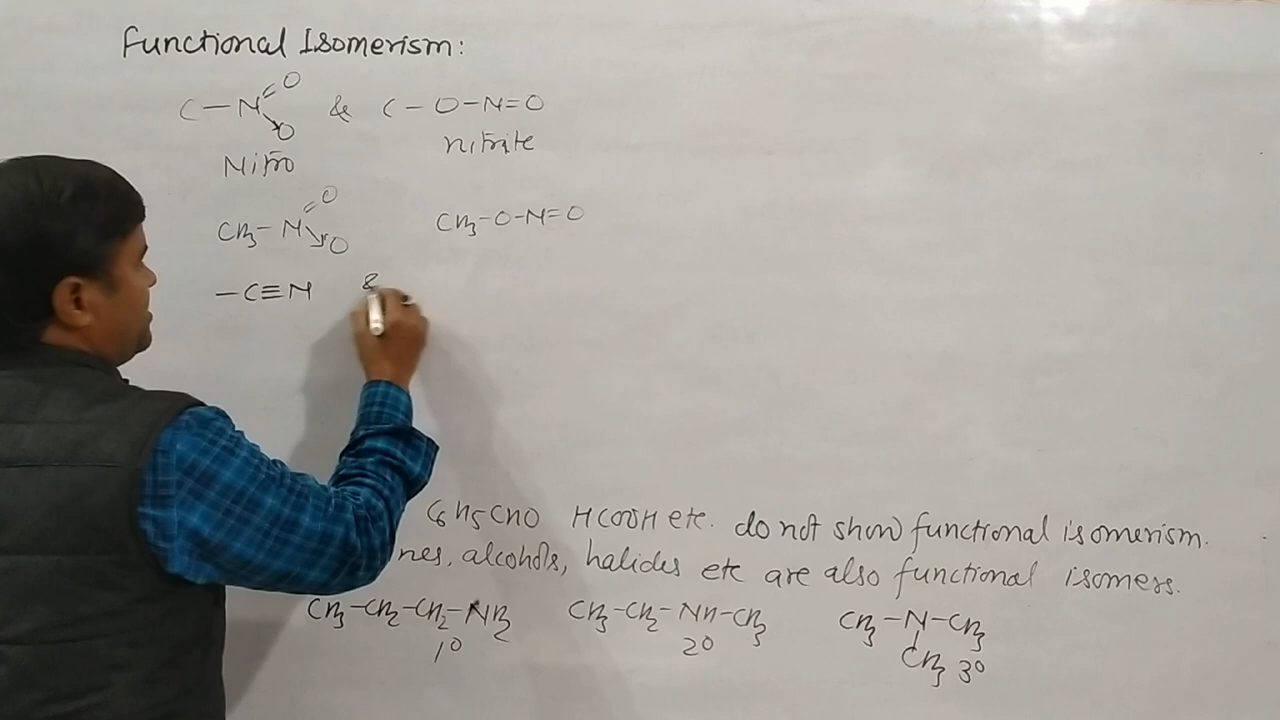 Functional Isomerism:
C-N=O & C-O-N=O
↘O
Nitro nitrite
CH3-N=O CH3-O-N=O
↘O
-C≡N &
C6H5CHO HCOOH etc. do not show functional isomerism.
nes, alcohols, halides etc are also functional isomers.
CH3-CH2-CH2-NH2 CH3-CH2-NH-CH3 CH3-N-CH3
1° 2° CH3 3°